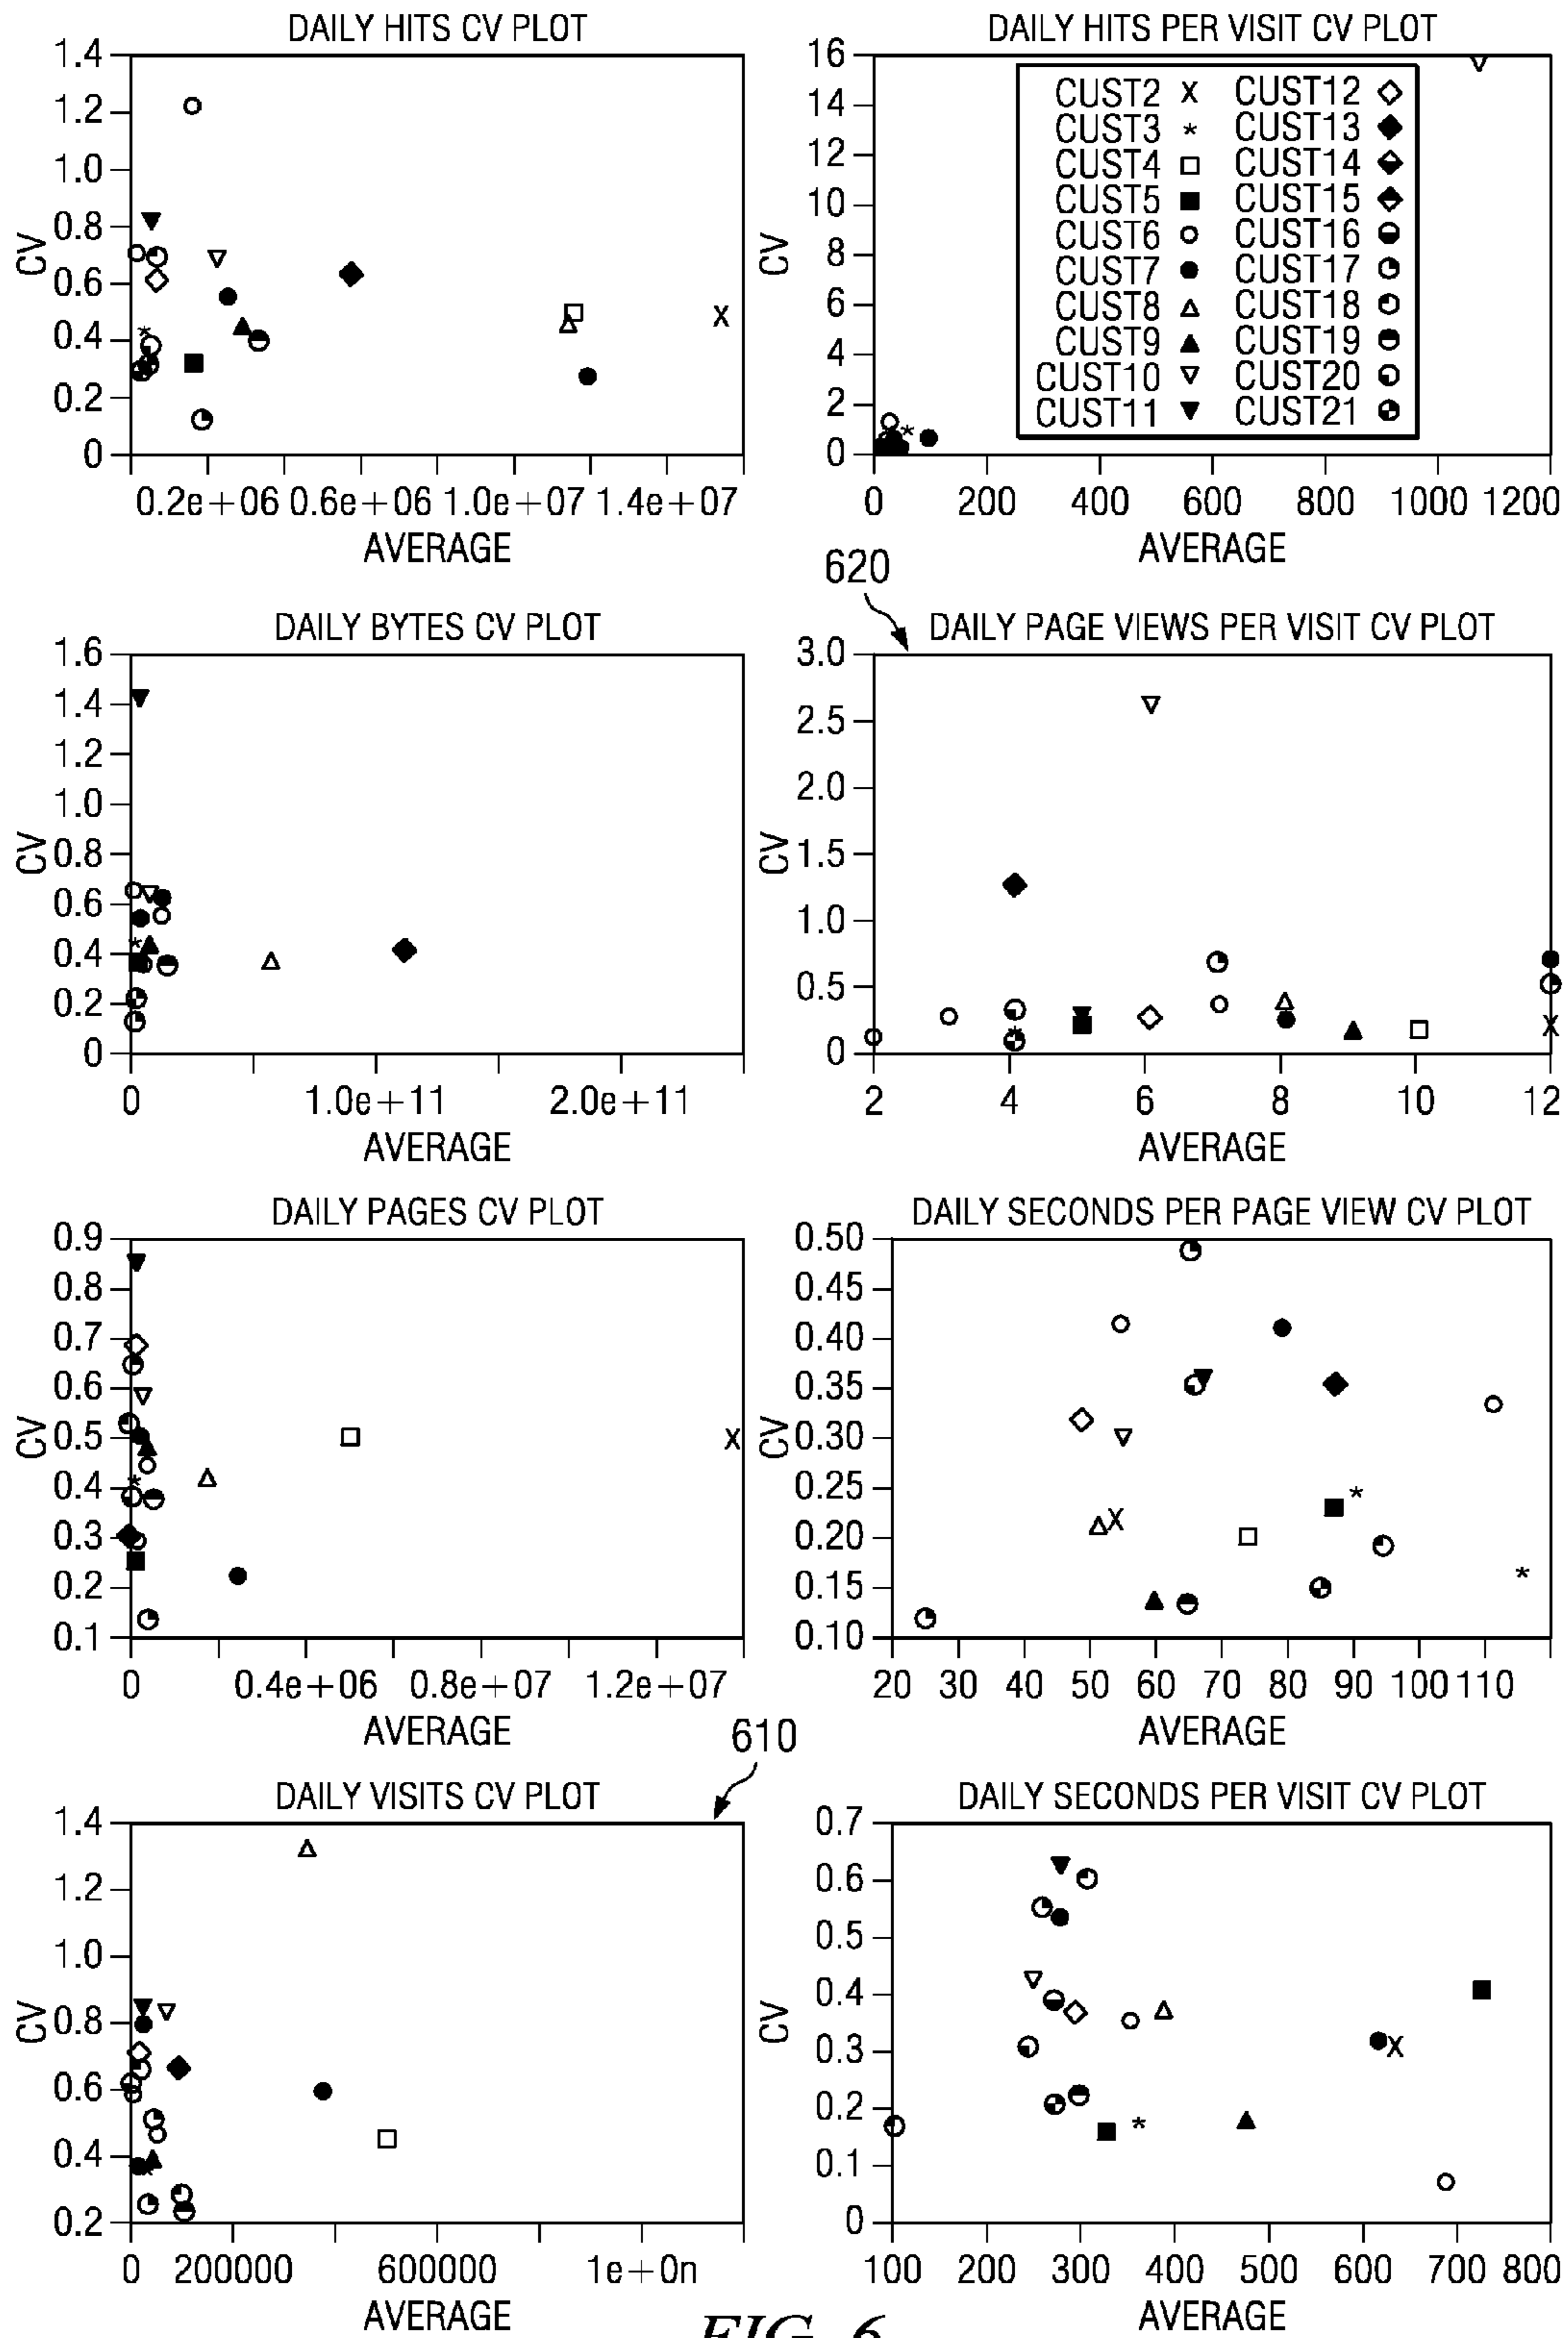 DAILY HITS CV PLOT
1.4
1.2
1.0
0.8
0.6
0.4
0.2
0
CV
0.2e+06 0.6e+06 1.0e+07 1.4e+07
AVERAGE
DAILY HITS PER VISIT CV PLOT
16
14
12
10
8
6
4
2
0
CV
CUST2 CUST12
CUST3 CUST13
CUST4 CUST14
CUST5 CUST15
CUST6 CUST16
CUST7 CUST17
CUST8 CUST18
CUST9 CUST19
CUST10 CUST20
CUST11 CUST21
0 200 400 600 800 1000 1200
AVERAGE
620
DAILY BYTES CV PLOT
1.6
1.4
1.2
1.0
0.8
0.6
0.4
0.2
0
CV
0 1.0e+11 2.0e+11
AVERAGE
DAILY PAGE VIEWS PER VISIT CV PLOT
3.0
2.5
2.0
1.5
1.0
0.5
0
CV
2 4 6 8 10 12
AVERAGE
DAILY PAGES CV PLOT
0.9
0.8
0.7
0.6
0.5
0.4
0.3
0.2
0.1
CV
0 0.4e+06 0.8e+07 1.2e+07
AVERAGE
DAILY SECONDS PER PAGE VIEW CV PLOT
0.50
0.45
0.40
0.35
0.30
0.25
0.20
0.15
0.10
CV
20 30 40 50 60 70 80 90 100 110
AVERAGE
610
DAILY VISITS CV PLOT
1.4
1.2
1.0
0.8
0.6
0.4
0.2
CV
0 200000 600000 1e+0n
AVERAGE
DAILY SECONDS PER VISIT CV PLOT
0.7
0.6
0.5
0.4
0.3
0.2
0.1
0
CV
100 200 300 400 500 600 700 800
AVERAGE
FIG. 6